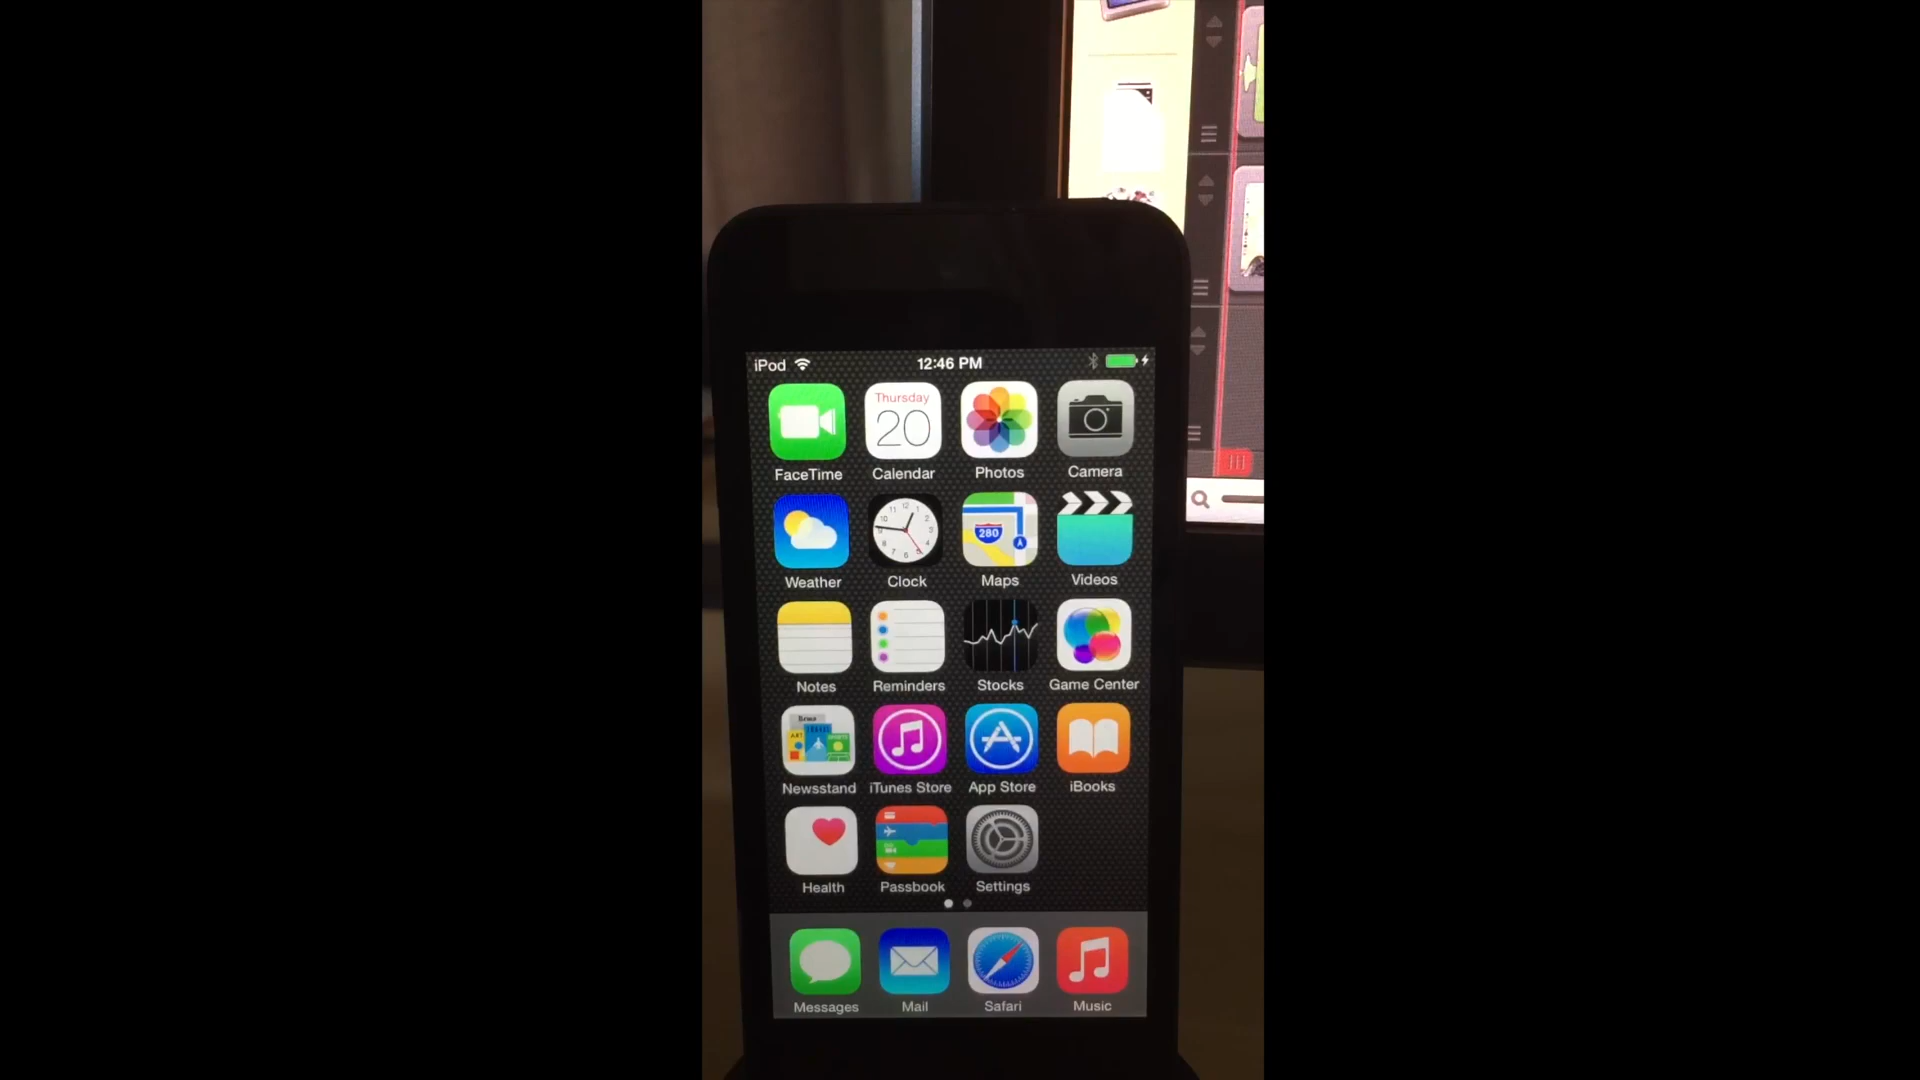 iPod 12:46 PM
Thursday
20
FaceTime Calendar Photos Camera
280
Weather Clock Maps Videos
Notes Reminders Stocks Game Center
Newsstand iTunes Store App Store iBooks
Health Passbook Settings
Messages Mail Safari Music